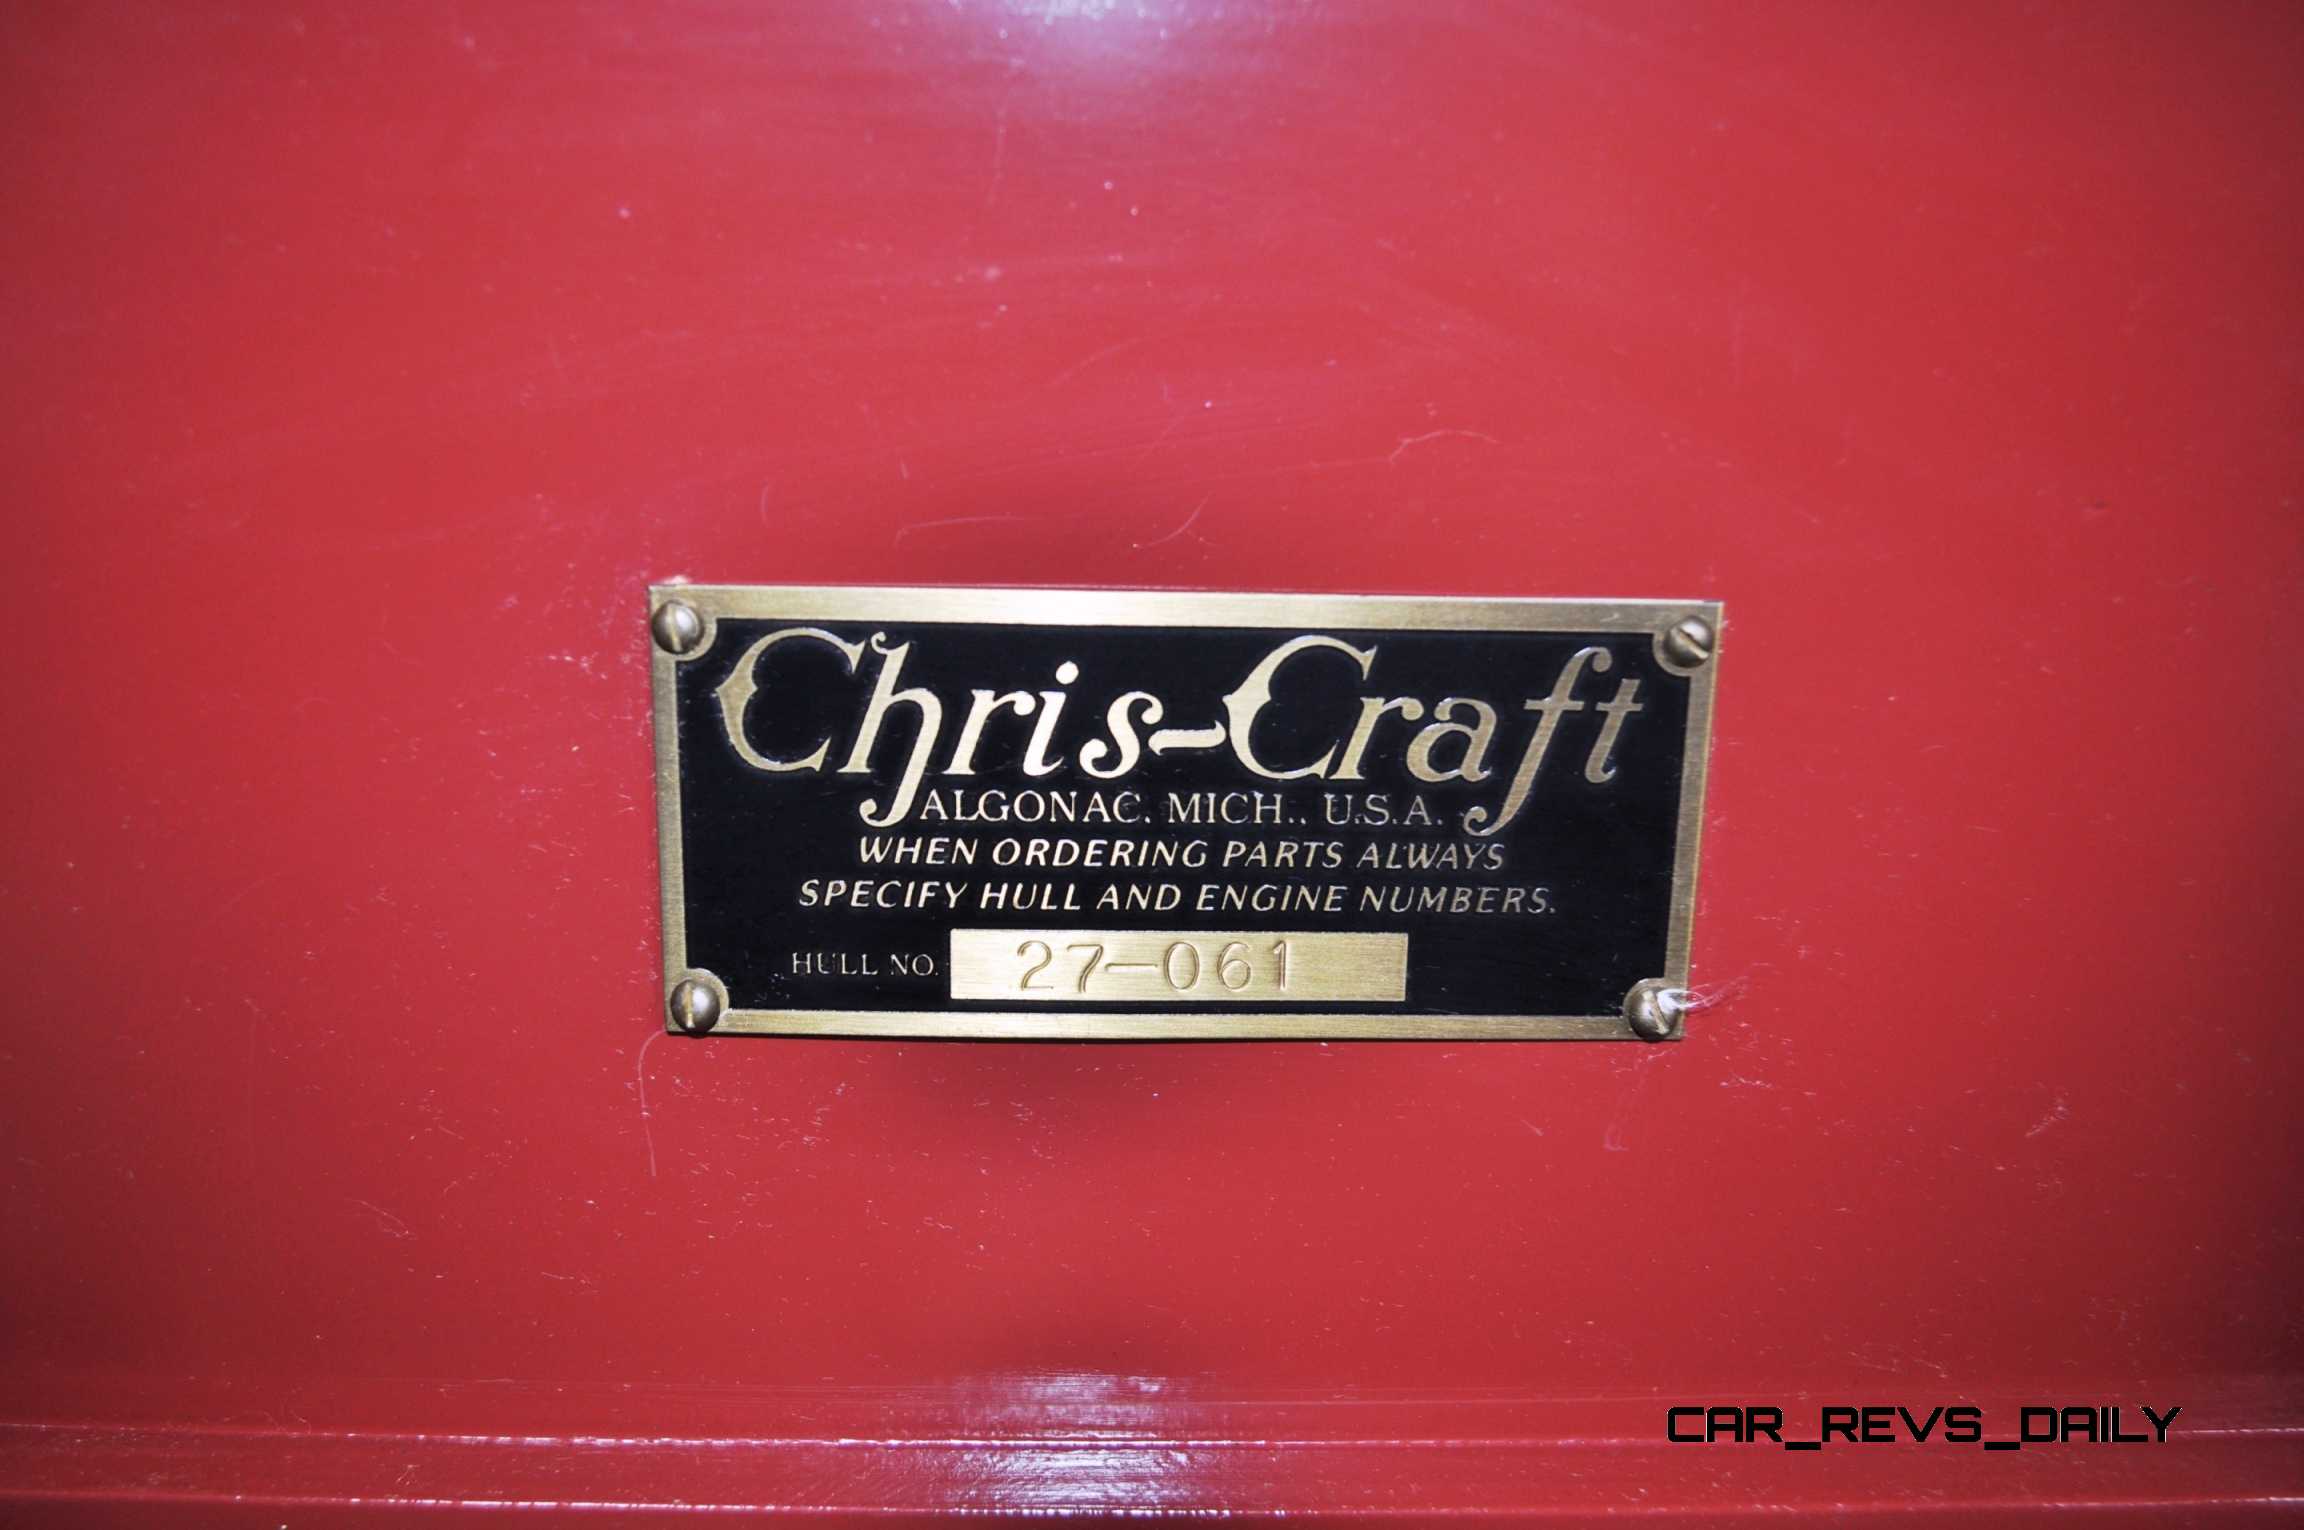 Chris-Craft
ALGONAC, MICH., U.S.A.
WHEN ORDERING PARTS ALWAYS
SPECIFY HULL AND ENGINE NUMBERS.
HULL NO. 27-061
CAR_REVS_DAILY